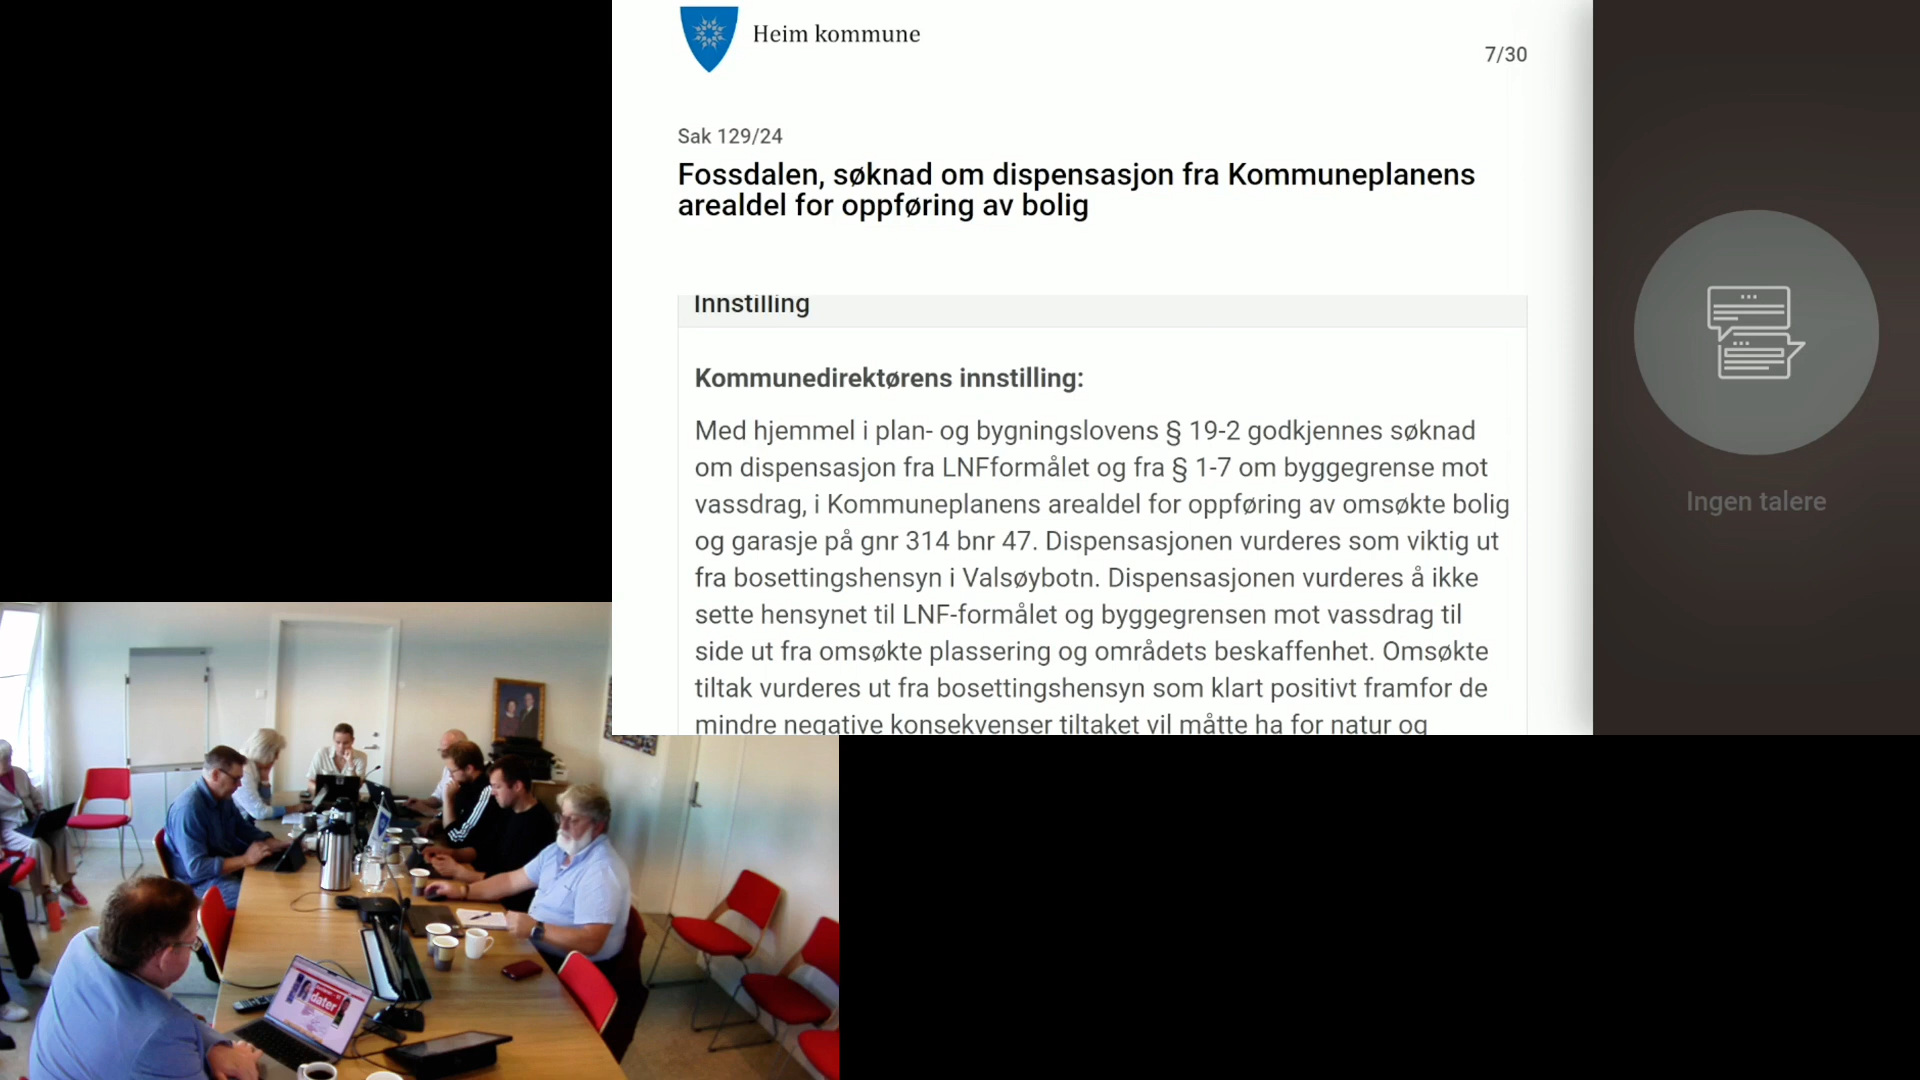 Heim kommune
7/30
Sak 129/24
Fossdalen, søknad om dispensasjon fra Kommuneplanens
arealdel for oppføring av bolig
Innstilling
Kommunedirektørens innstilling:
Med hjemmel i plan- og bygningslovens § 19-2 godkjennes søknad
om dispensasjon fra LNFformålet og fra § 1-7 om byggegrense mot
vassdrag, i Kommuneplanens arealdel for oppføring av omsøkte bolig
og garasje på gnr 314 bnr 47. Dispensasjonen vurderes som viktig ut
fra bosettingshensyn i Valsøybotn. Dispensasjonen vurderes å ikke
sette hensynet til LNF-formålet og byggegrensen mot vassdrag til
side ut fra omsøkte plassering og områdets beskaffenhet. Omsøkte
tiltak vurderes ut fra bosettingshensyn som klart positivt framfor de
mindre negative konsekvenser tiltaket vil måtte ha for natur og
Ingen talere
dater